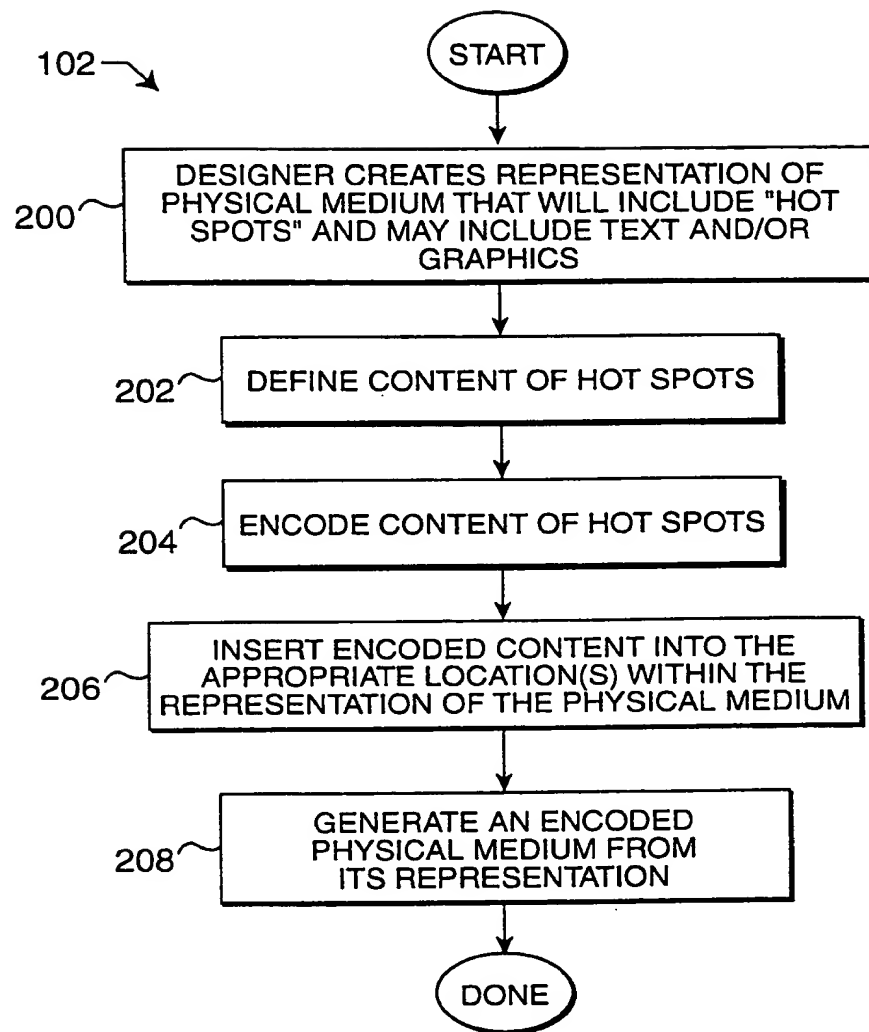 102
START
200
DESIGNER CREATES REPRESENTATION OF
PHYSICAL MEDIUM THAT WILL INCLUDE "HOT
SPOTS" AND MAY INCLUDE TEXT AND/OR
GRAPHICS
202
DEFINE CONTENT OF HOT SPOTS
204
ENCODE CONTENT OF HOT SPOTS
206
INSERT ENCODED CONTENT INTO THE
APPROPRIATE LOCATION(S) WITHIN THE
REPRESENTATION OF THE PHYSICAL MEDIUM
208
GENERATE AN ENCODED
PHYSICAL MEDIUM FROM
ITS REPRESENTATION
DONE